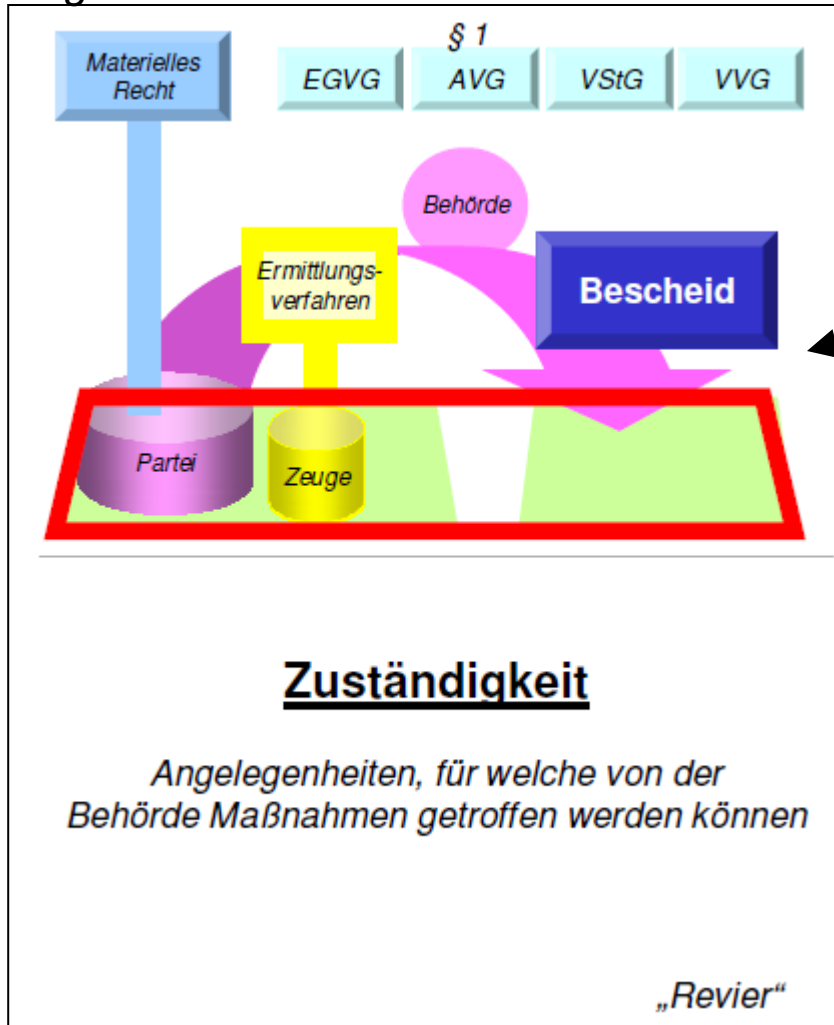 § 1
Materielles
Recht
EGVG
AVG
VStG
VVG
Behörde
Ermittlungs-
verfahren
Bescheid
Partei
Zeuge
Zuständigkeit
Angelegenheiten, für welche von der
Behörde Maßnahmen getroffen werden können
„Revier“